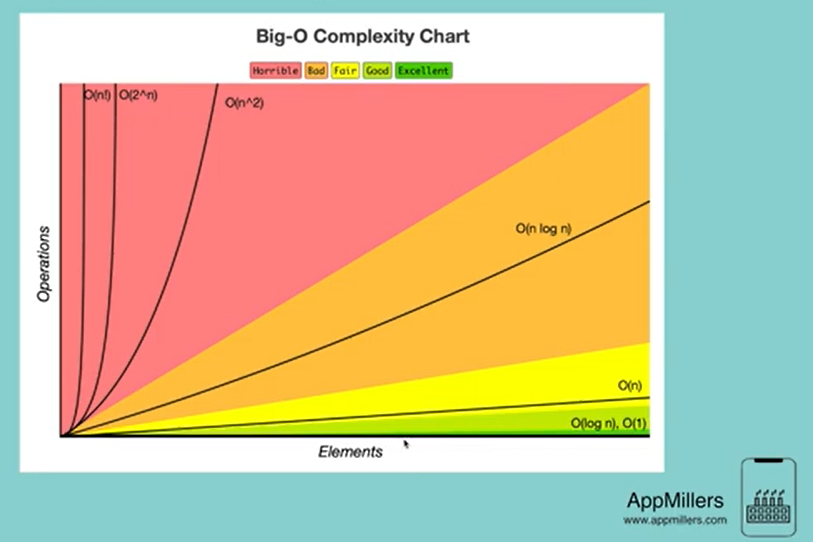 Big-O Complexity Chart
Horrible Bad Fair Good Excellent
O(n!) O(2^n)
O(n^2)
O(n log n)
O(n)
O(log n), O(1)
Operations
Elements
AppMillers
www.appmillers.com